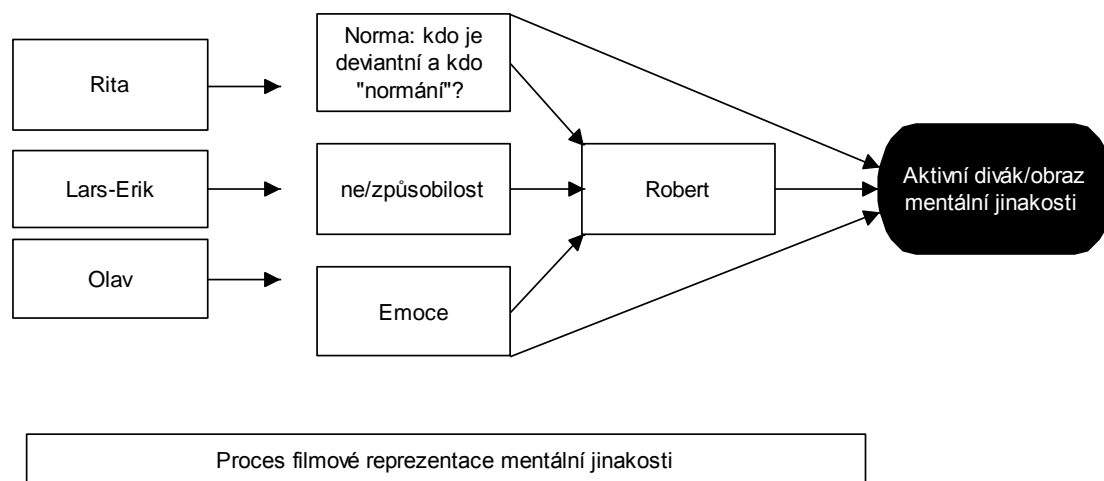 Rita
Norma: kdo je
deviantní a kdo
"normání"?
Lars-Erik
ne/způsobilost
Robert
Aktivní divák/obraz
mentální jinakosti
Olav
Emoce
Proces filmové reprezentace mentální jinakosti